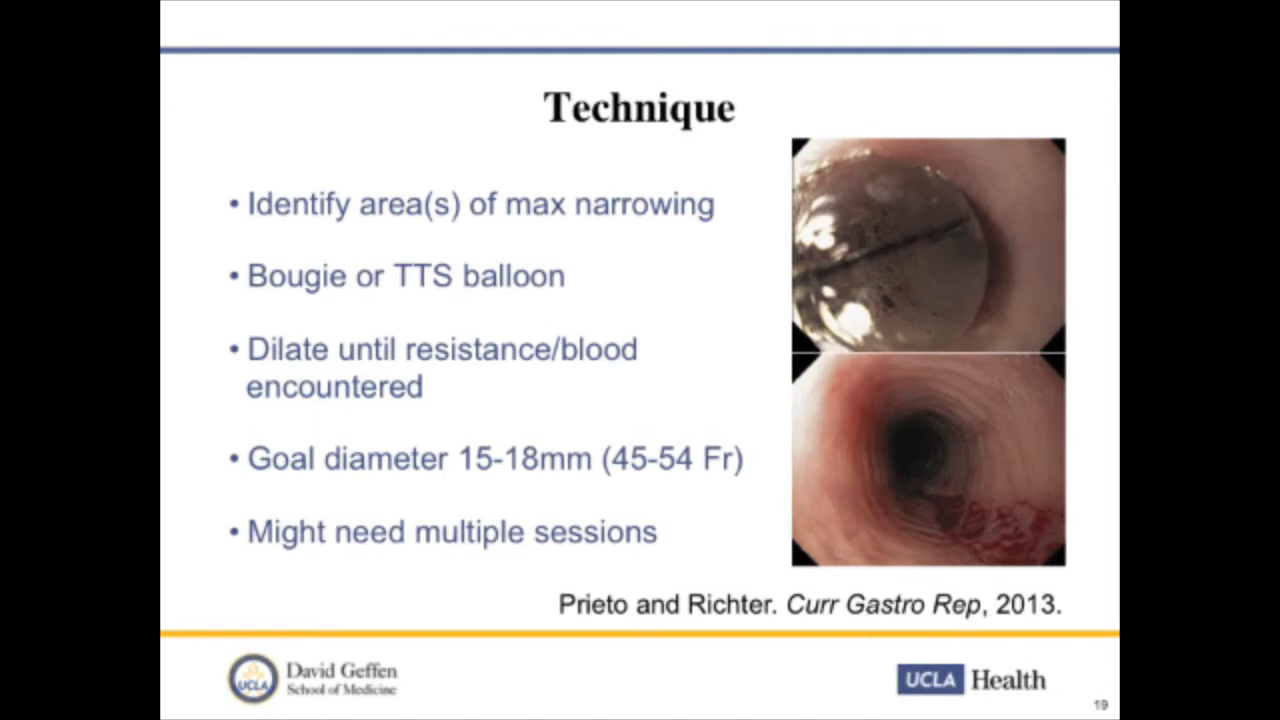 Technique
• Identify area(s) of max narrowing
• Bougie or TTS balloon
• Dilate until resistance/blood
encountered
• Goal diameter 15-18mm (45-54 Fr)
• Might need multiple sessions
Prieto and Richter. Curr Gastro Rep, 2013.
UCLA
David Geffen
School of Medicine
UCLA Health
19